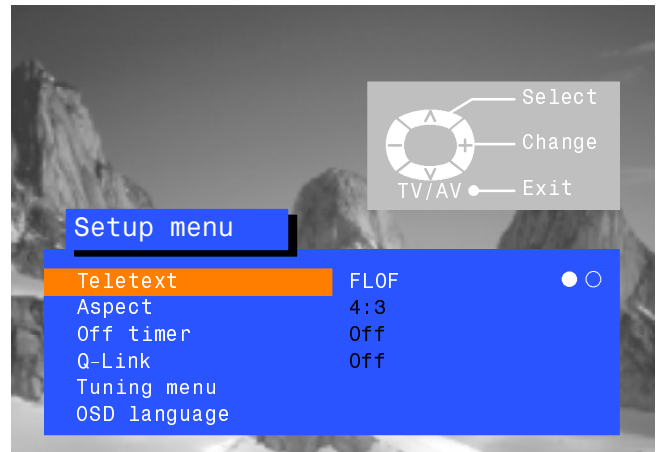 Select
Change
TV/AV Exit
Setup menu
Teletext FLOF
Aspect 4:3
Off timer Off
Q-Link Off
Tuning menu
OSD language